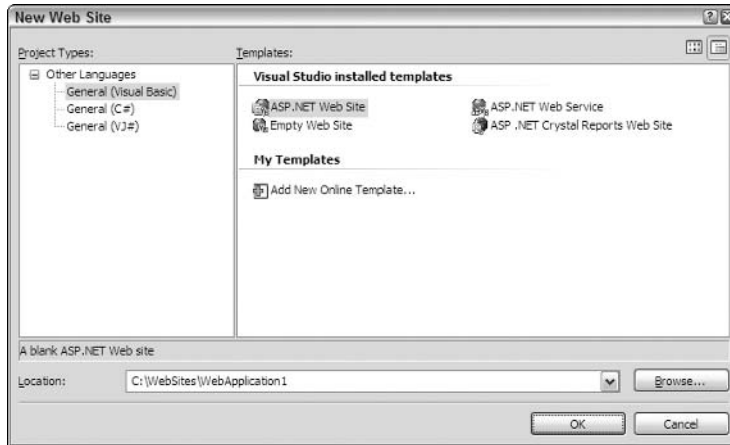 New Web Site
Project Types:
Templates:
Other Languages
General (Visual Basic)
General (C#)
General (VJ#)
Visual Studio installed templates
ASP.NET Web Site
ASP.NET Web Service
Empty Web Site
ASP .NET Crystal Reports Web Site
My Templates
Add New Online Template...
A blank ASP.NET Web site
Location:
C:\WebSites\WebApplication1
Browse...
OK
Cancel